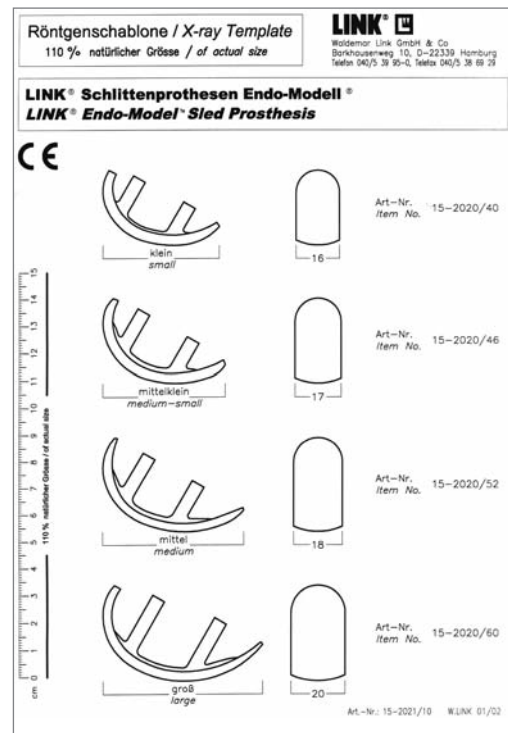 Röntgenschablone / X-ray Template
110 % natürlicher Grösse / of actual size
LINK®
Waldemar Link GmbH & Co
Barkhausenweg 10, D-22339 Hamburg
Telefon 040/5 39 95-0, Telefax 040/5 38 69 29
LINK® Schlittenprothesen Endo-Modell®
LINK® Endo-Model™ Sled Prosthesis
CE
klein
small
16
Art-Nr.
Item No. 15-2020/40
mittelklein
medium-small
17
Art-Nr.
Item No. 15-2020/46
mittel
medium
18
Art-Nr.
Item No. 15-2020/52
groß
large
20
Art-Nr.
Item No. 15-2020/60
15
14
13
12
11
10
9
8
7
6
5
4
3
2
1
0
cm
110 % natürlicher Grösse / of actual size
Art.-Nr.: 15-2021/10 W.LINK 01/02